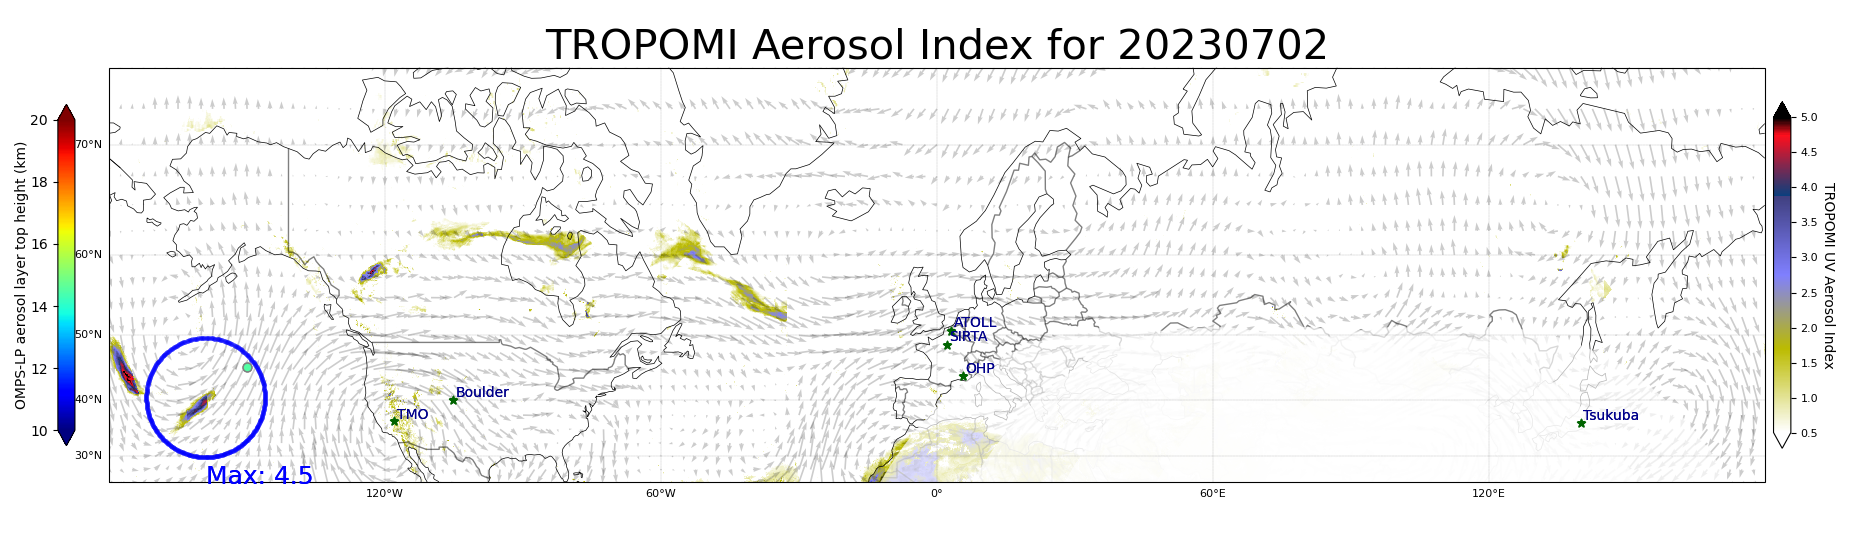 TROPOMI Aerosol Index for 20230702
OMPS-LP aerosol layer top height (km)
20
18
16
14
12
10
70°N
60°N
50°N
40°N
30°N
ATOLL
SIRTA
OHP
Boulder
TMO
Tsukuba
Max: 4.5
120°W
60°W
0°
60°E
120°E
5.0
4.5
4.0
3.5
3.0
2.5
2.0
1.5
1.0
0.5
TROPOMI UV Aerosol Index